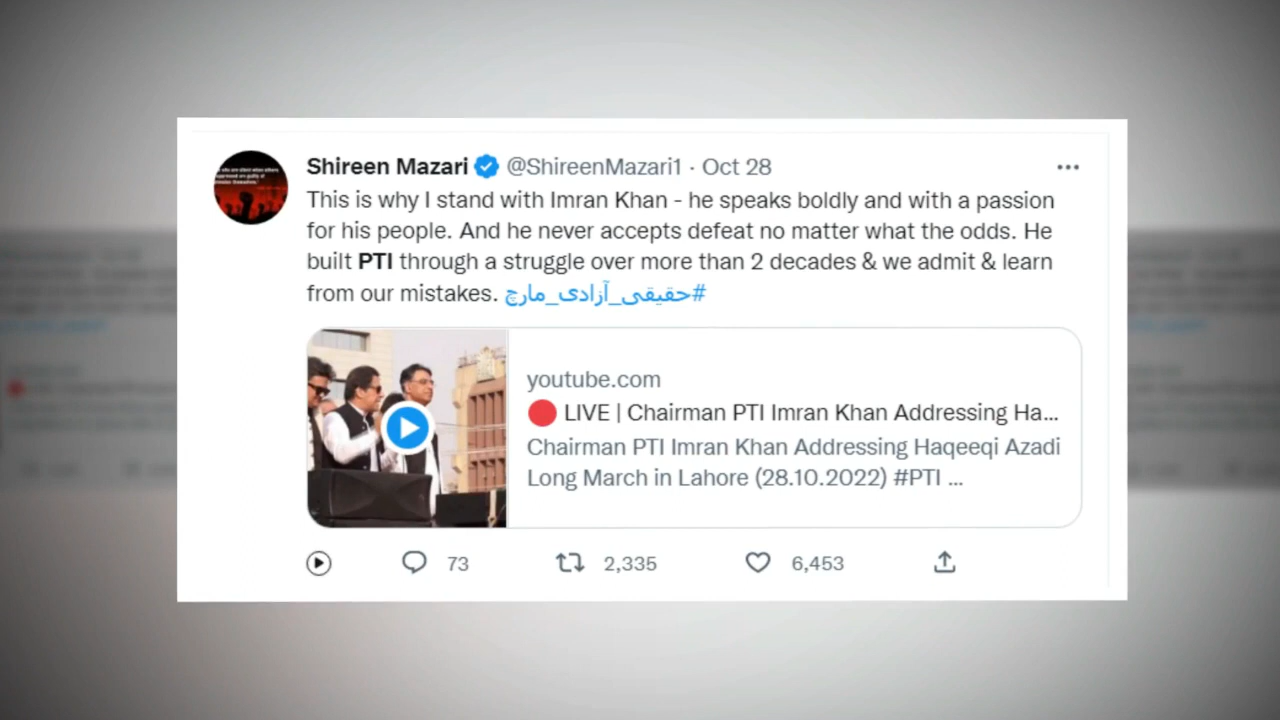 Shireen Mazari @ShireenMazari1 · Oct 28
This is why I stand with Imran Khan - he speaks boldly and with a passion
for his people. And he never accepts defeat no matter what the odds. He
built PTI through a struggle over more than 2 decades & we admit & learn
from our mistakes. #حقیقی_آزادی_مارچ
youtube.com
LIVE | Chairman PTI Imran Khan Addressing Ha...
Chairman PTI Imran Khan Addressing Haqeeqi Azadi
Long March in Lahore (28.10.2022) #PTI ...
73 2,335 6,453